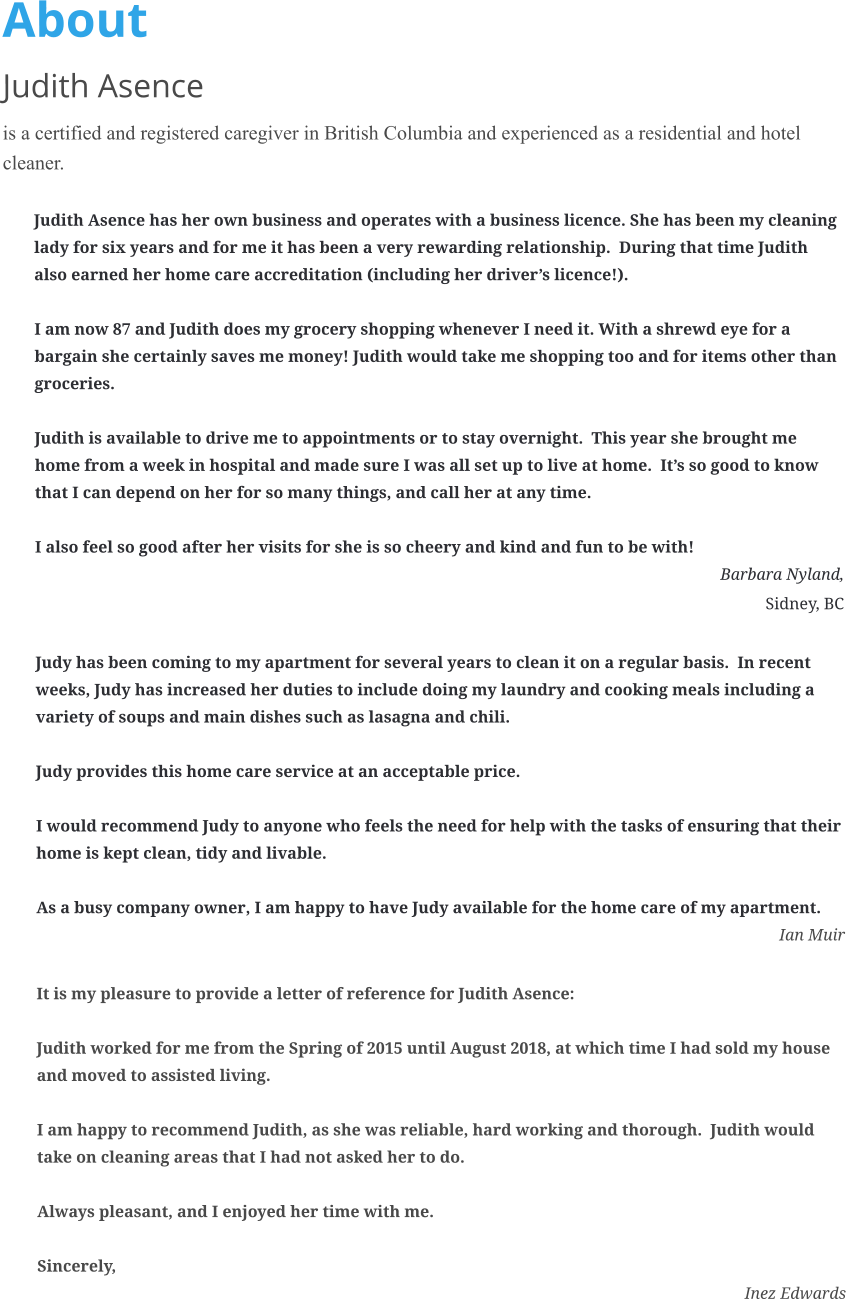 About
Judith Asence
is a certified and registered caregiver in British Columbia and experienced as a residential and hotel
cleaner.
Judith Asence has her own business and operates with a business licence. She has been my cleaning
lady for six years and for me it has been a very rewarding relationship.  During that time Judith
also earned her home care accreditation (including her driver’s licence!).
I am now 87 and Judith does my grocery shopping whenever I need it. With a shrewd eye for a
bargain she certainly saves me money! Judith would take me shopping too and for items other than
groceries.
Judith is available to drive me to appointments or to stay overnight.  This year she brought me
home from a week in hospital and made sure I was all set up to live at home.  It’s so good to know
that I can depend on her for so many things, and call her at any time.
I also feel so good after her visits for she is so cheery and kind and fun to be with!
Barbara Nyland,
Sidney, BC
Judy has been coming to my apartment for several years to clean it on a regular basis.  In recent
weeks, Judy has increased her duties to include doing my laundry and cooking meals including a
variety of soups and main dishes such as lasagna and chili.
Judy provides this home care service at an acceptable price.
I would recommend Judy to anyone who feels the need for help with the tasks of ensuring that their
home is kept clean, tidy and livable.
As a busy company owner, I am happy to have Judy available for the home care of my apartment.
Ian Muir
It is my pleasure to provide a letter of reference for Judith Asence:
Judith worked for me from the Spring of 2015 until August 2018, at which time I had sold my house
and moved to assisted living.
I am happy to recommend Judith, as she was reliable, hard working and thorough.  Judith would
take on cleaning areas that I had not asked her to do.
Always pleasant, and I enjoyed her time with me.
Sincerely,
Inez Edwards